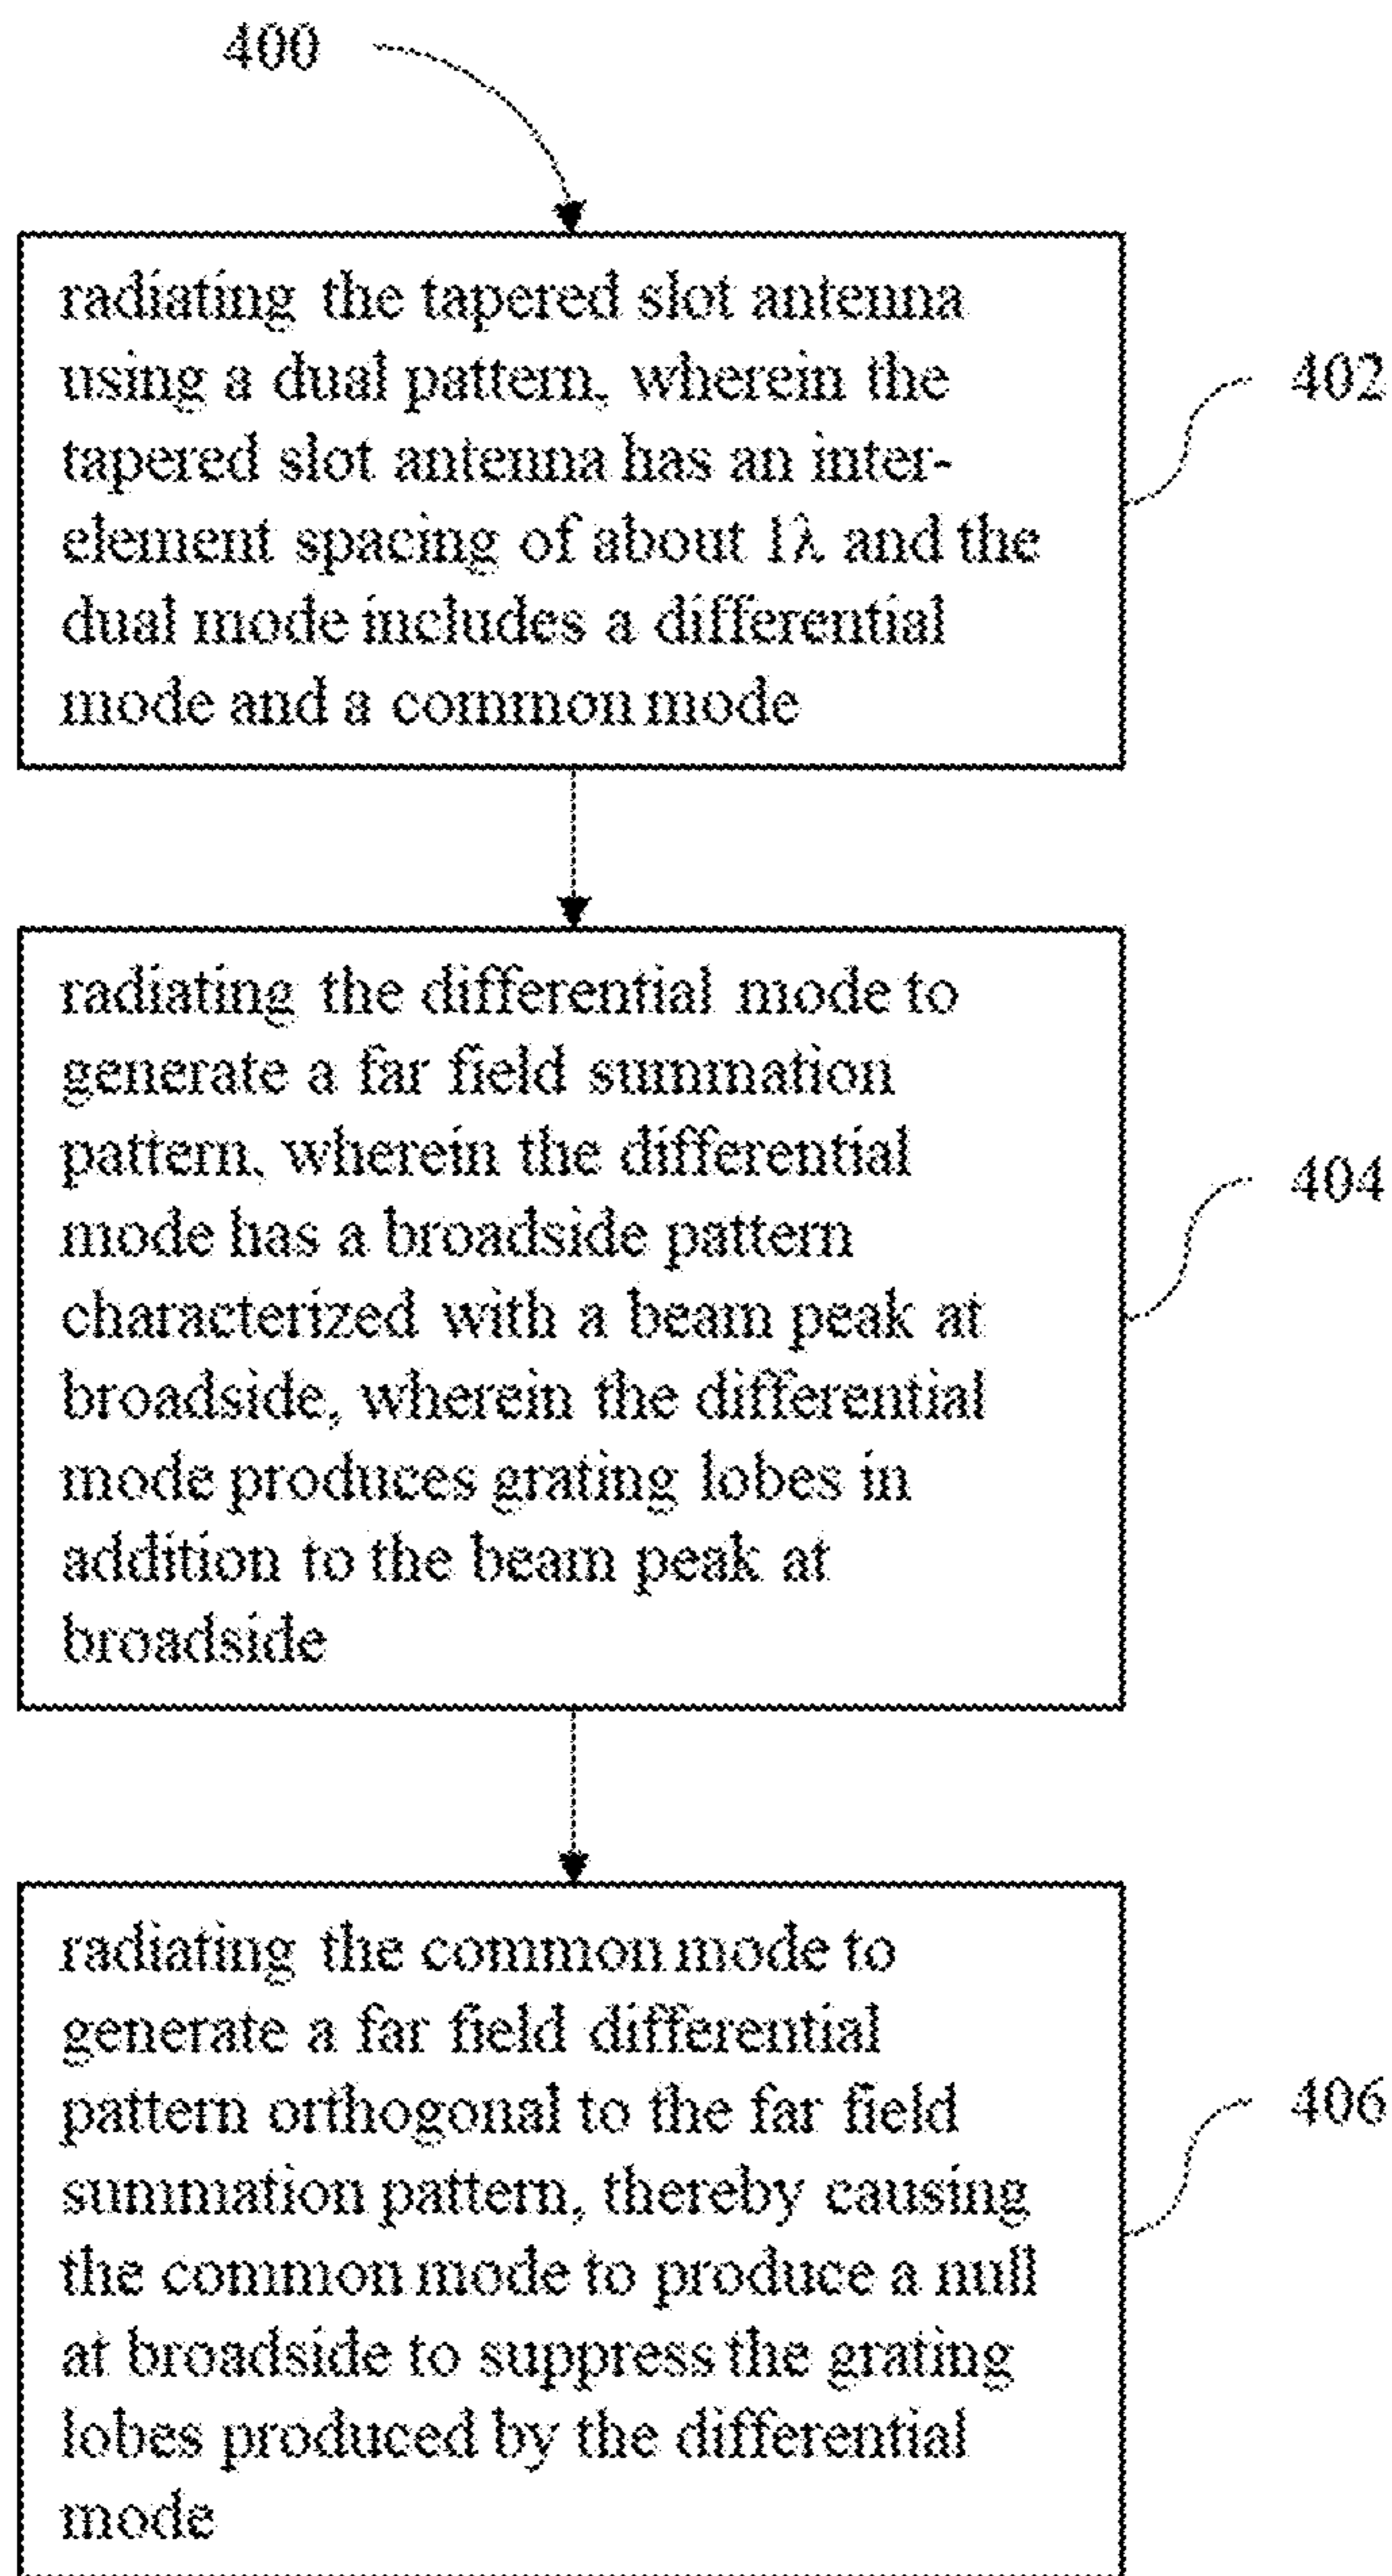 400
radiating the tapered slot antenna
using a dual pattern, wherein the
tapered slot antenna has an inter-
element spacing of about 1λ and the
dual mode includes a differential
mode and a common mode
402
radiating the differential mode to
generate a far field summation
pattern, wherein the differential
mode has a broadside pattern
characterized with a beam peak at
broadside, wherein the differential
mode produces grating lobes in
addition to the beam peak at
broadside
404
radiating the common mode to
generate a far field differential
pattern orthogonal to the far field
summation pattern, thereby causing
the common mode to produce a null
at broadside to suppress the grating
lobes produced by the differential
mode
406